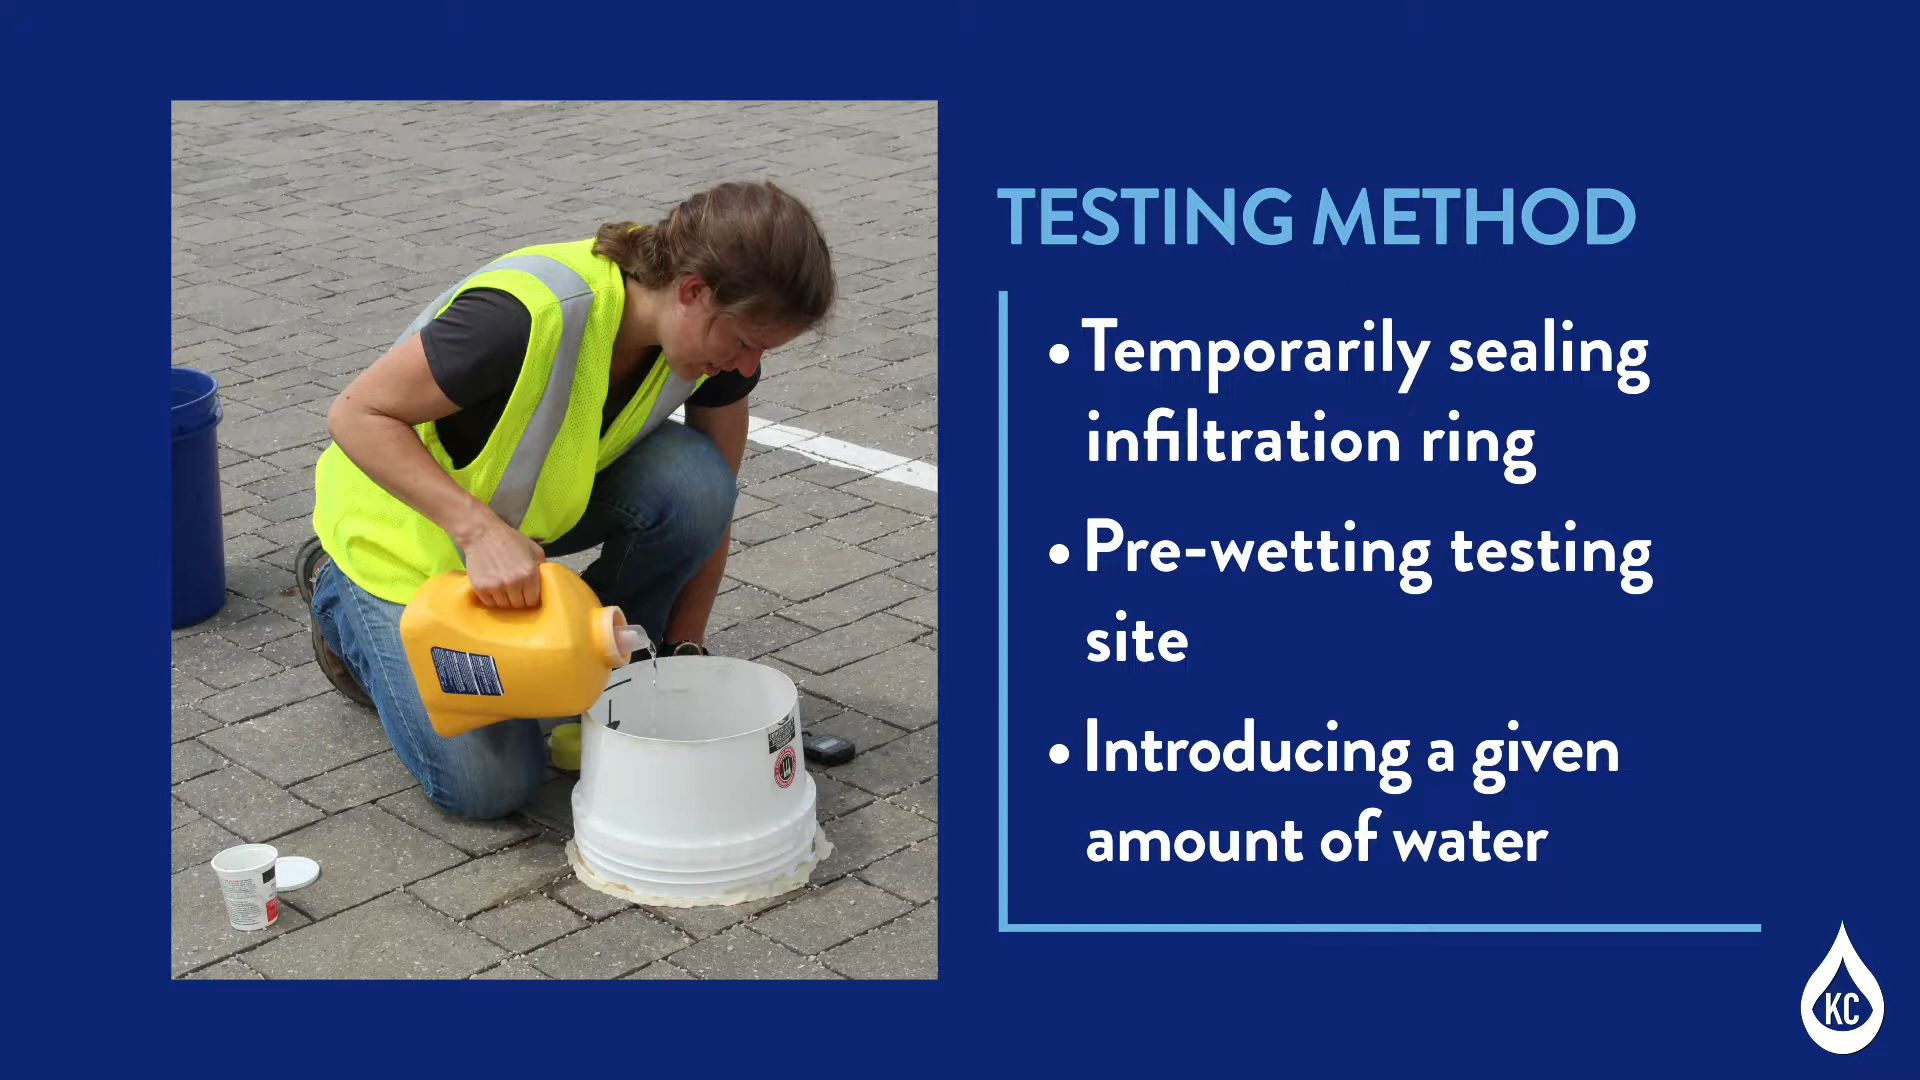 TESTING METHOD
• Temporarily sealing
infiltration ring
• Pre-wetting testing
site
• Introducing a given
amount of water
KC